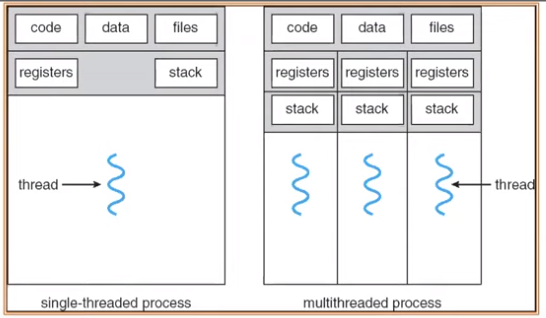 code data files
registers stack
thread
single-threaded process
code data files
registers registers registers
stack stack stack
thread
multithreaded process